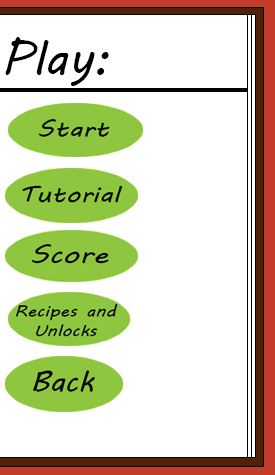 Play:
Start
Tutorial
Score
Recipes and
Unlocks
Back